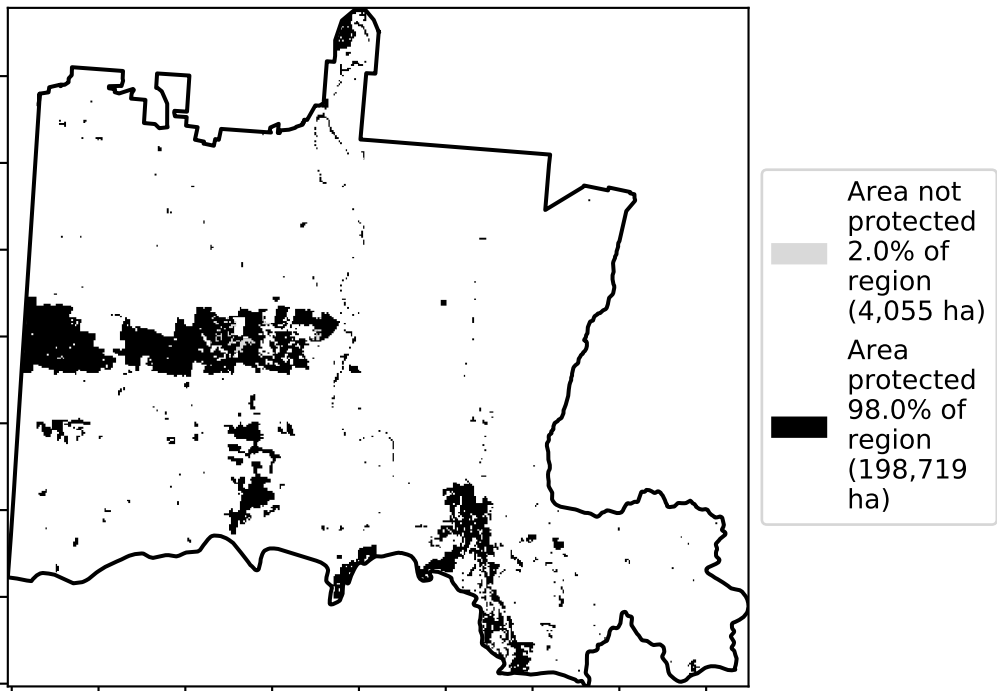 Area not
protected
2.0% of
region
(4,055 ha)
Area
protected
98.0% of
region
(198,719
ha)